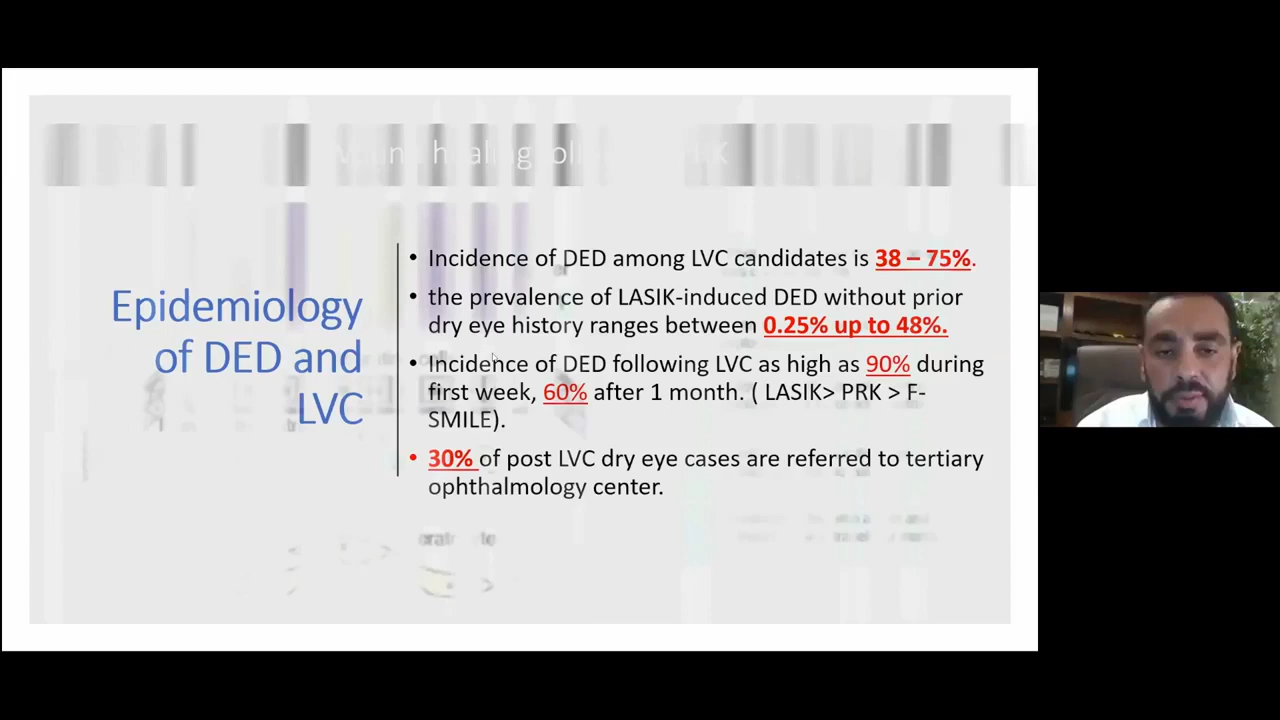 Epidemiology
of DED and
LVC
• Incidence of DED among LVC candidates is 38 – 75%.
• the prevalence of LASIK-induced DED without prior
dry eye history ranges between 0.25% up to 48%.
• Incidence of DED following LVC as high as 90% during
first week, 60% after 1 month. ( LASIK> PRK > F-
SMILE).
• 30% of post LVC dry eye cases are referred to tertiary
ophthalmology center.